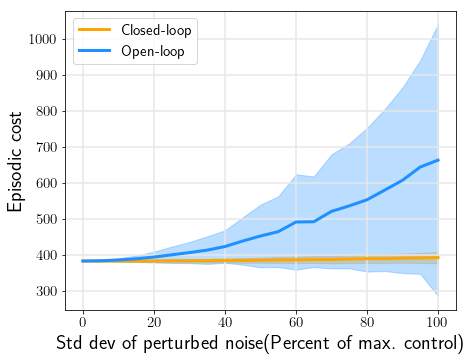 Closed-loop
Open-loop
Episodic cost
1000
900
800
700
600
500
400
300
0 20 40 60 80 100
Std dev of perturbed noise(Percent of max. control)